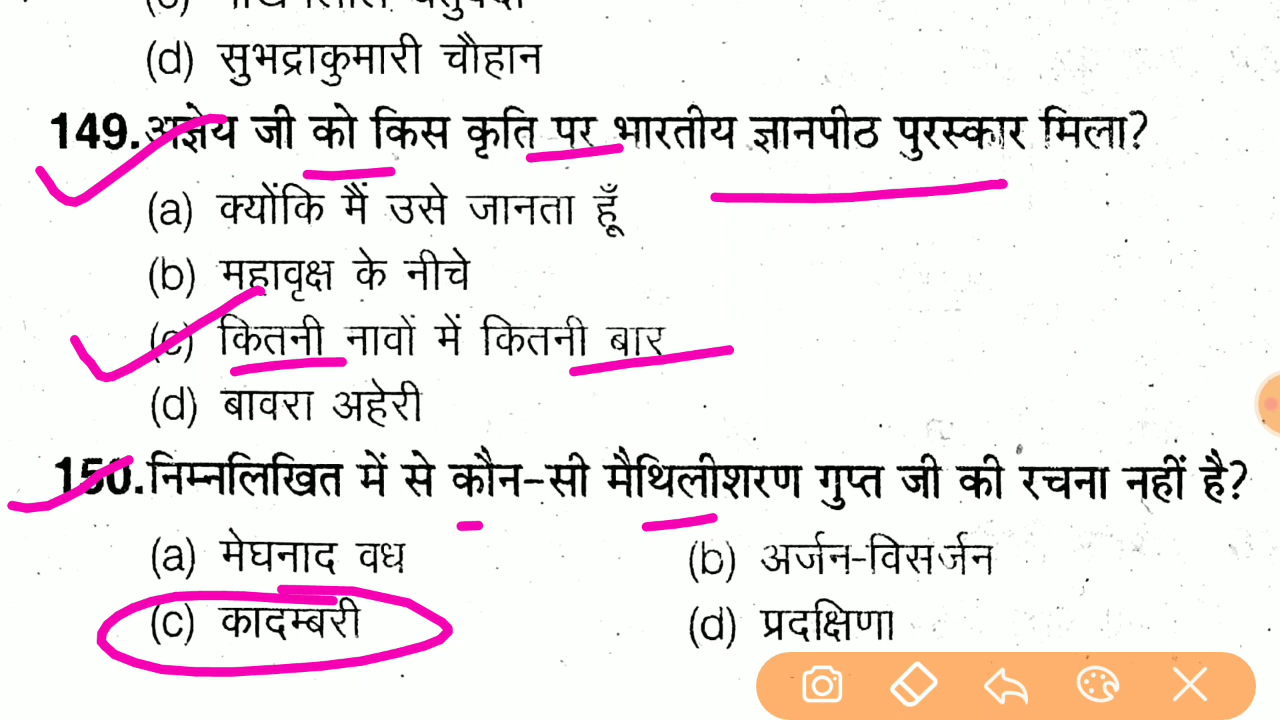 (d) सुभद्राकुमारी चौहान
149. अज्ञेय जी को किस कृति पर भारतीय ज्ञानपीठ पुरस्कार मिला?
(a) क्योंकि मैं उसे जानता हूँ
(b) महावृक्ष के नीचे
(c) कितनी नावों में कितनी बार
(d) बावरा अहेरी
150. निम्नलिखित में से कौन-सी मैथिलीशरण गुप्त जी की रचना नहीं है?
(a) मेघनाद वध (b) अर्जन-विसर्जन
(c) कादम्बरी (d) प्रदक्षिणा